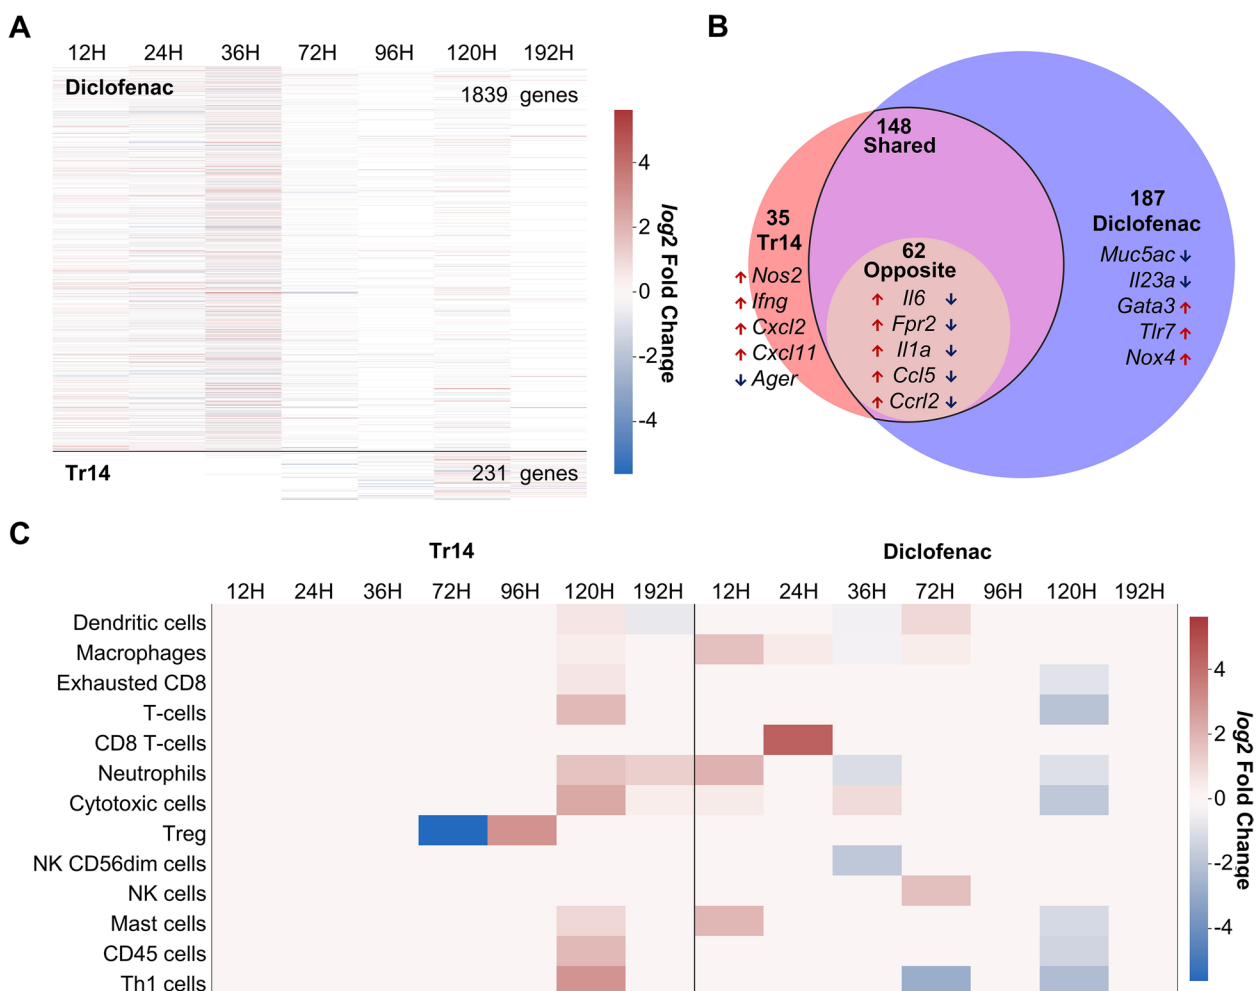 A
12H 24H 36H 72H 96H 120H 192H
Diclofenac
1839 genes
Tr14
231 genes
4
2
0
-2
-4
log2 Fold Change
B
148
Shared
35
Tr14
↑ Nos2
↑ Ifng
↑ Cxcl2
↑ Cxcl11
↓ Ager
62
Opposite
↑ Il6 ↓
↑ Fpr2 ↓
↑ Il1a ↓
↑ Ccl5 ↓
↑ Ccrl2 ↓
187
Diclofenac
Muc5ac ↓
Il23a ↓
Gata3 ↑
Tlr7 ↑
Nox4 ↑
C
Tr14 Diclofenac
12H 24H 36H 72H 96H 120H 192H 12H 24H 36H 72H 96H 120H 192H
Dendritic cells
Macrophages
Exhausted CD8
T-cells
CD8 T-cells
Neutrophils
Cytotoxic cells
Treg
NK CD56dim cells
NK cells
Mast cells
CD45 cells
Th1 cells
4
2
0
-2
-4
log2 Fold Change